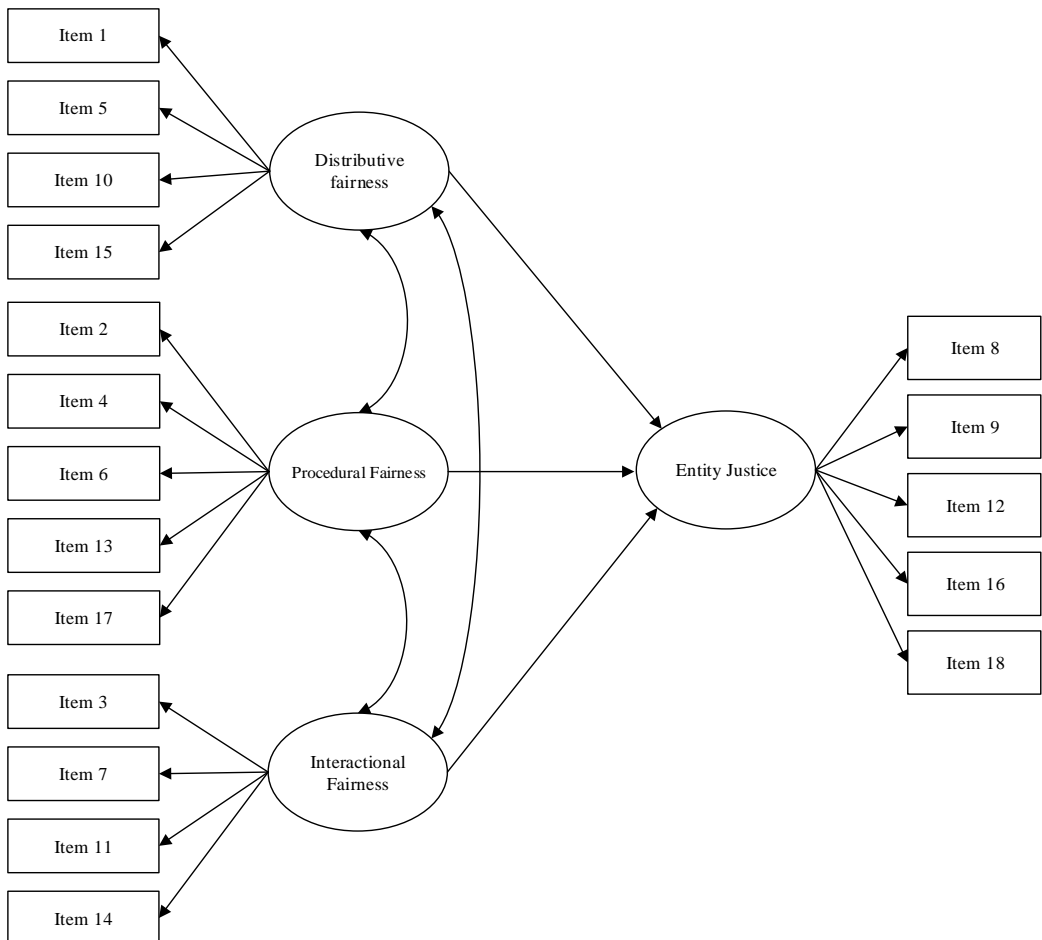 Item 1
Item 5
Item 10
Item 15
Item 2
Item 4
Item 6
Item 13
Item 17
Item 3
Item 7
Item 11
Item 14
Distributive
fairness
Procedural Fairness
Interactional
Fairness
Entity Justice
Item 8
Item 9
Item 12
Item 16
Item 18